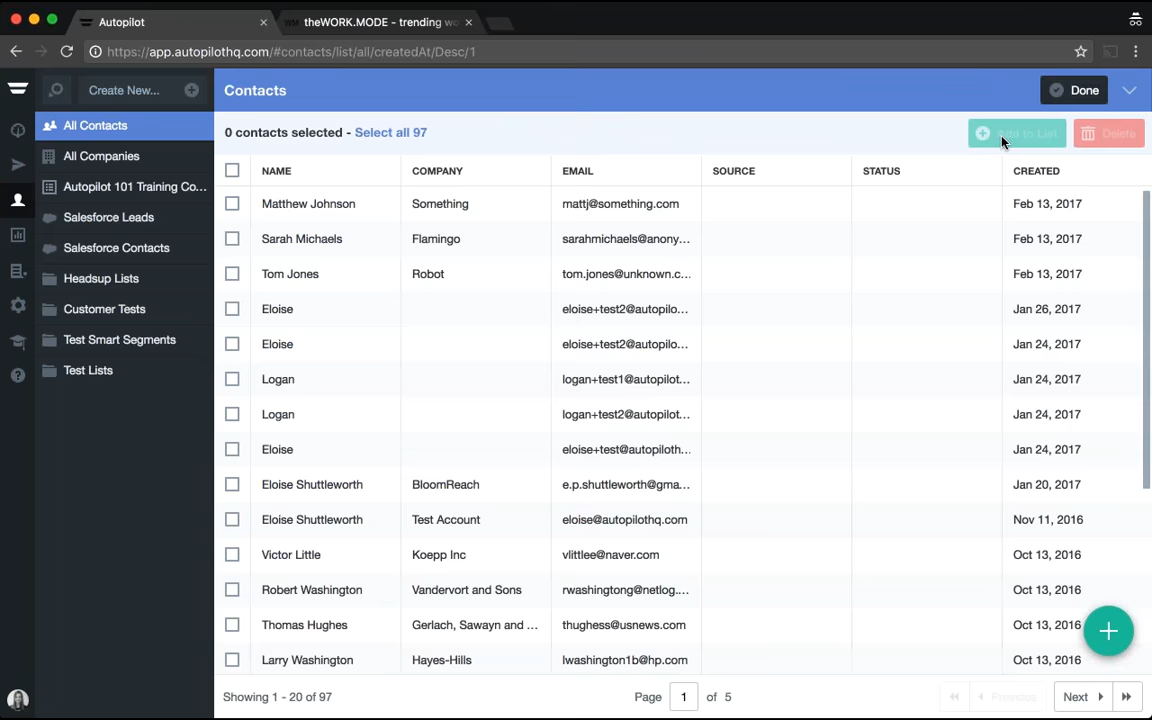 Autopilot
theWORK.MODE - trending wo
https://app.autopilothq.com/#contacts/list/all/createdAt/Desc/1
Create New...
Contacts
Done
All Contacts
All Companies
Autopilot 101 Training Co...
Salesforce Leads
Salesforce Contacts
Headsup Lists
Customer Tests
Test Smart Segments
Test Lists
0 contacts selected - Select all 97
Add to List
Delete
NAME COMPANY EMAIL SOURCE STATUS CREATED
Matthew Johnson Something mattj@something.com Feb 13, 2017
Sarah Michaels Flamingo sarahmichaels@anony... Feb 13, 2017
Tom Jones Robot tom.jones@unknown.c... Feb 13, 2017
Eloise eloise+test2@autopilo... Jan 26, 2017
Eloise eloise+test2@autopilo... Jan 24, 2017
Logan logan+test1@autopilot... Jan 24, 2017
Logan logan+test2@autopilot... Jan 24, 2017
Eloise eloise+test@autopiloth... Jan 24, 2017
Eloise Shuttleworth BloomReach e.p.shuttleworth@gma... Jan 20, 2017
Eloise Shuttleworth Test Account eloise@autopilothq.com Nov 11, 2016
Victor Little Koepp Inc vlittlee@naver.com Oct 13, 2016
Robert Washington Vandervort and Sons rwashingtong@netlog.... Oct 13, 2016
Thomas Hughes Gerlach, Sawayn and ... thughess@usnews.com Oct 13, 2016
Larry Washington Hayes-Hills lwashington1b@hp.com Oct 13, 2016
Showing 1 - 20 of 97
Page 1 of 5
Previous
Next